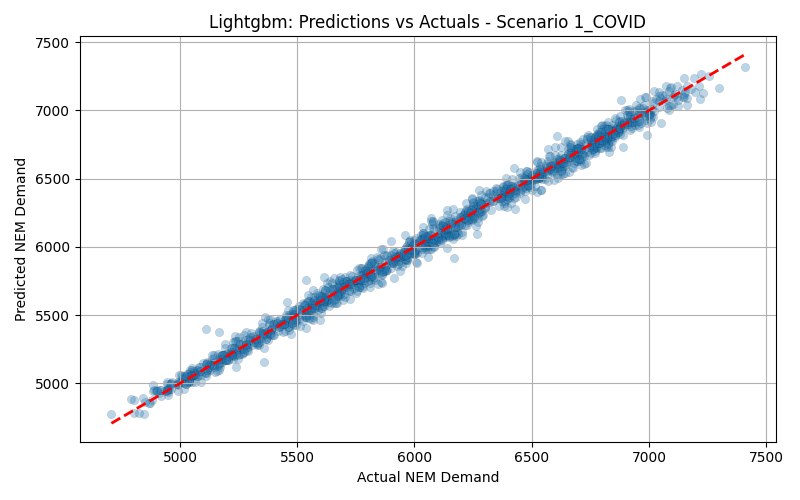 Lightgbm: Predictions vs Actuals - Scenario 1_COVID
Predicted NEM Demand
7500
7000
6500
6000
5500
5000
5000 5500 6000 6500 7000 7500
Actual NEM Demand